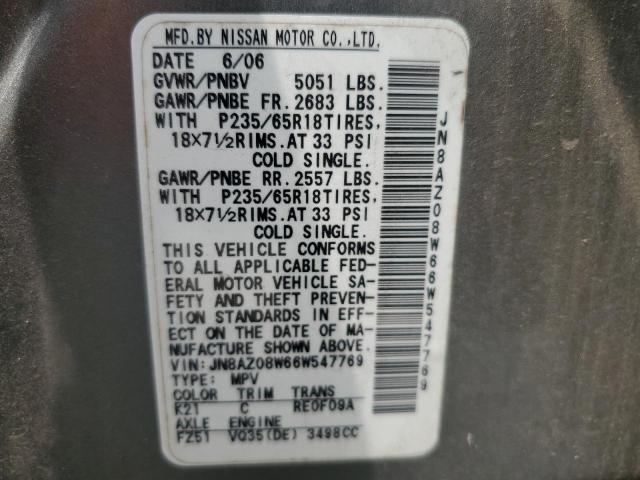 MFD.BY NISSAN MOTOR CO.,LTD.
DATE 6/06
GVWR/PNBV 5051 LBS.
GAWR/PNBE FR.2683 LBS.
WITH P235/65R18TIRES,
18X7½RIMS.AT 33 PSI
COLD SINGLE.
GAWR/PNBE RR.2557 LBS.
WITH P235/65R18TIRES,
18X7½RIMS.AT 33 PSI
COLD SINGLE.
THIS VEHICLE CONFORMS
TO ALL APPLICABLE FED-
ERAL MOTOR VEHICLE SA-
FETY AND THEFT PREVEN-
TION STANDARDS IN EFF-
ECT ON THE DATE OF MA-
NUFACTURE SHOWN ABOVE.
VIN:JN8AZ08W66W547769
TYPE: MPV
COLOR TRIM TRANS
K21 C RE0F09A
AXLE ENGINE
FZ51 VQ35(DE) 3498CC
JN8AZ08W66W547769